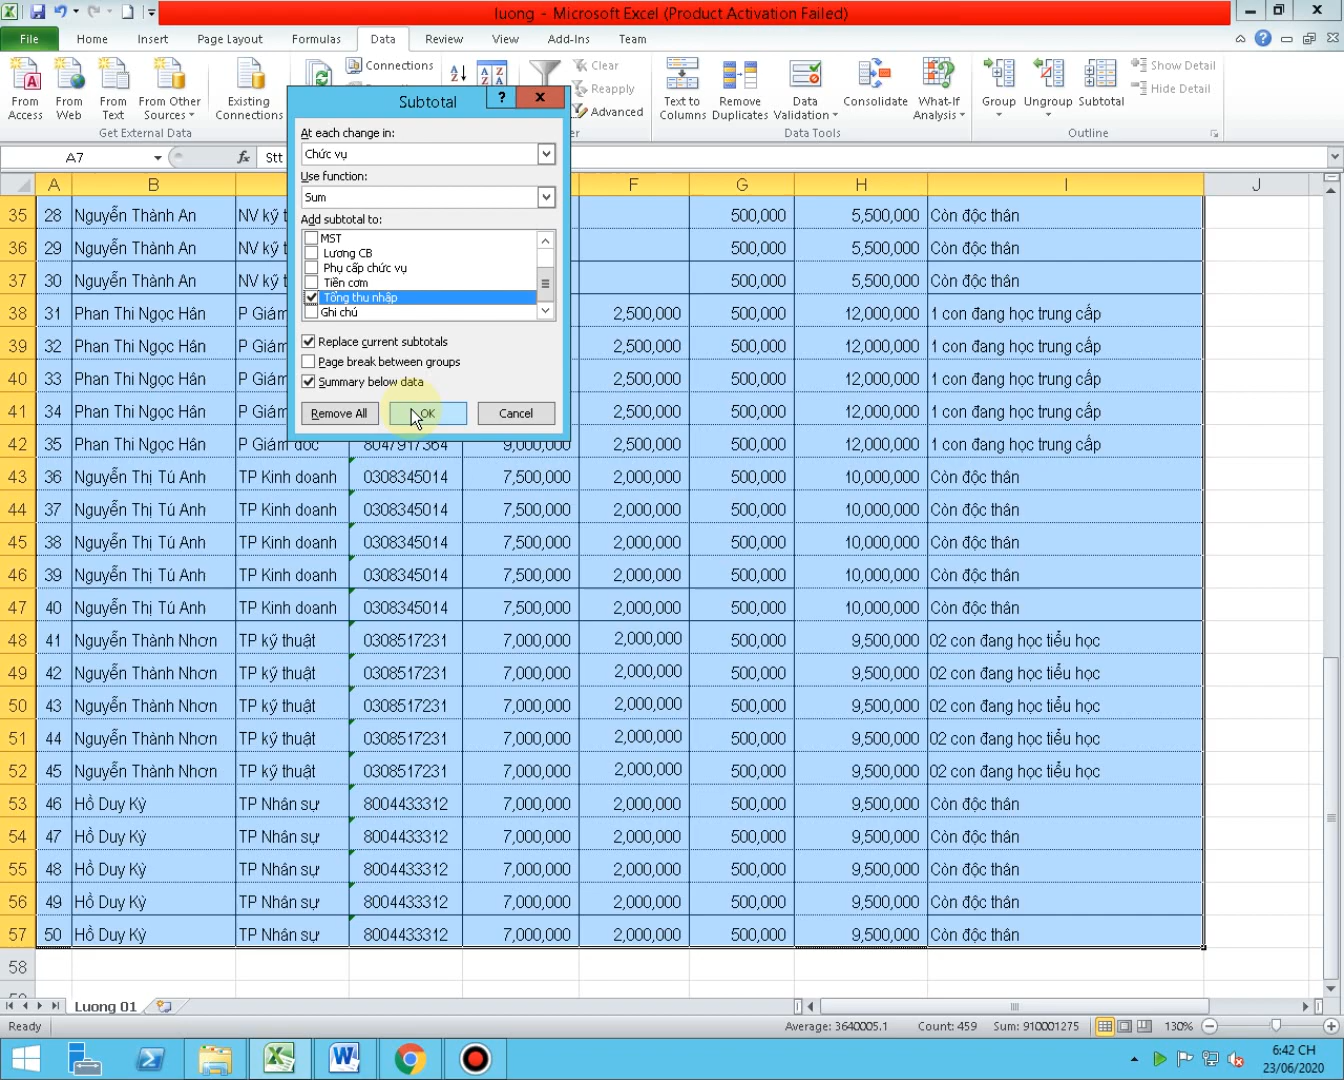 luong - Microsoft Excel (Product Activation Failed)
File Home Insert Page Layout Formulas Data Review View Add-Ins Team
From Access
From Web
From Text
From Other Sources
Existing Connections
Get External Data
Connections
Clear
Reapply
Advanced
Text to Columns
Remove Duplicates
Data Validation
Consolidate
What-If Analysis
Data Tools
Group
Ungroup
Subtotal
Show Detail
Hide Detail
Outline
A7 fx Stt
Subtotal
At each change in:
Chức vụ
Use function:
Sum
Add subtotal to:
MST
Lương CB
Phụ cấp chức vụ
Tiền cơm
Tổng thu nhập
Ghi chú
Replace current subtotals
Page break between groups
Summary below data
Remove All OK Cancel
A B F G H I J
35 28 Nguyễn Thành An NV kỹ t 500,000 5,500,000 Còn độc thân
36 29 Nguyễn Thành An NV kỹ t 500,000 5,500,000 Còn độc thân
37 30 Nguyễn Thành An NV kỹ t 500,000 5,500,000 Còn độc thân
38 31 Phan Thi Ngọc Hân P Giám 2,500,000 500,000 12,000,000 1 con đang học trung cấp
39 32 Phan Thi Ngọc Hân P Giám 2,500,000 500,000 12,000,000 1 con đang học trung cấp
40 33 Phan Thi Ngọc Hân P Giám 2,500,000 500,000 12,000,000 1 con đang học trung cấp
41 34 Phan Thi Ngọc Hân P Giám 2,500,000 500,000 12,000,000 1 con đang học trung cấp
42 35 Phan Thi Ngọc Hân P Giám đốc 8047917364 9,000,000 2,500,000 500,000 12,000,000 1 con đang học trung cấp
43 36 Nguyễn Thị Tú Anh TP Kinh doanh 0308345014 7,500,000 2,000,000 500,000 10,000,000 Còn độc thân
44 37 Nguyễn Thị Tú Anh TP Kinh doanh 0308345014 7,500,000 2,000,000 500,000 10,000,000 Còn độc thân
45 38 Nguyễn Thị Tú Anh TP Kinh doanh 0308345014 7,500,000 2,000,000 500,000 10,000,000 Còn độc thân
46 39 Nguyễn Thị Tú Anh TP Kinh doanh 0308345014 7,500,000 2,000,000 500,000 10,000,000 Còn độc thân
47 40 Nguyễn Thị Tú Anh TP Kinh doanh 0308345014 7,500,000 2,000,000 500,000 10,000,000 Còn độc thân
48 41 Nguyễn Thành Nhơn TP kỹ thuật 0308517231 7,000,000 2,000,000 500,000 9,500,000 02 con đang học tiểu học
49 42 Nguyễn Thành Nhơn TP kỹ thuật 0308517231 7,000,000 2,000,000 500,000 9,500,000 02 con đang học tiểu học
50 43 Nguyễn Thành Nhơn TP kỹ thuật 0308517231 7,000,000 2,000,000 500,000 9,500,000 02 con đang học tiểu học
51 44 Nguyễn Thành Nhơn TP kỹ thuật 0308517231 7,000,000 2,000,000 500,000 9,500,000 02 con đang học tiểu học
52 45 Nguyễn Thành Nhơn TP kỹ thuật 0308517231 7,000,000 2,000,000 500,000 9,500,000 02 con đang học tiểu học
53 46 Hồ Duy Kỳ TP Nhân sự 8004433312 7,000,000 2,000,000 500,000 9,500,000 Còn độc thân
54 47 Hồ Duy Kỳ TP Nhân sự 8004433312 7,000,000 2,000,000 500,000 9,500,000 Còn độc thân
55 48 Hồ Duy Kỳ TP Nhân sự 8004433312 7,000,000 2,000,000 500,000 9,500,000 Còn độc thân
56 49 Hồ Duy Kỳ TP Nhân sự 8004433312 7,000,000 2,000,000 500,000 9,500,000 Còn độc thân
57 50 Hồ Duy Kỳ TP Nhân sự 8004433312 7,000,000 2,000,000 500,000 9,500,000 Còn độc thân
58
Luong 01
Ready Average: 3640005.1 Count: 459 Sum: 910001275 130%
6:42 CH
23/06/2020